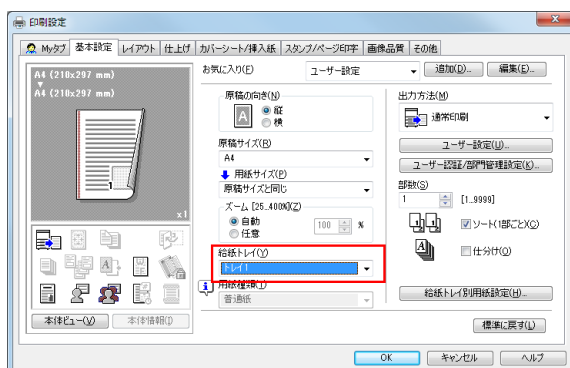 印刷設定
Myタブ 基本設定 レイアウト 仕上げ カバーシート/挿入紙 スタンプ/ページ印字 画像品質 その他
A4 (210x297 mm)
A4 (210x297 mm)
1
x1
本体ビュー(V) 本体情報(I)
お気に入り(F) ユーザー設定 追加(D)... 編集(E)...
原稿の向き(N)
A
縦
横
原稿サイズ(R)
A4
用紙サイズ(P)
原稿サイズと同じ
ズーム [25..400%](Z)
自動
任意
100 %
給紙トレイ(Y)
トレイ1
用紙種類(T)
普通紙
出力方法(M)
通常印刷
ユーザー設定(U)...
ユーザー認証/部門管理設定(K)...
部数(S)
1 [1..9999]
ソート(1部ごと)(X)
仕分け(O)
給紙トレイ別用紙設定(H)...
標準に戻す(L)
OK キャンセル ヘルプ